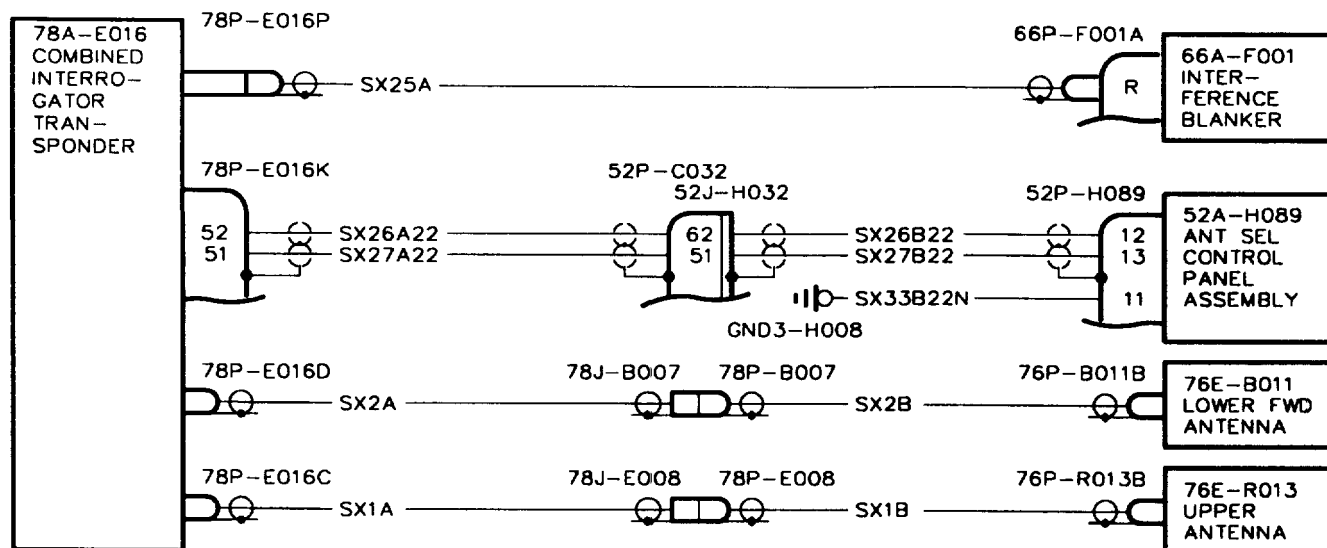 78A-E016
COMBINED
INTERRO-
GATOR
TRAN-
SPONDER
78P-E016P
SX25A
66P-F001A
R
66A-F001
INTER-
FERENCE
BLANKER
78P-E016K
52
51
SX26A22
SX27A22
52P-C032
52J-H032
62
51
SX26B22
SX27B22
SX33B22N
GND3-H008
52P-H089
12
13
11
52A-H089
ANT SEL
CONTROL
PANEL
ASSEMBLY
78P-E016D
SX2A
78J-B007
78P-B007
SX2B
76P-B011B
76E-B011
LOWER FWD
ANTENNA
78P-E016C
SX1A
78J-E008
78P-E008
SX1B
76P-R013B
76E-R013
UPPER
ANTENNA